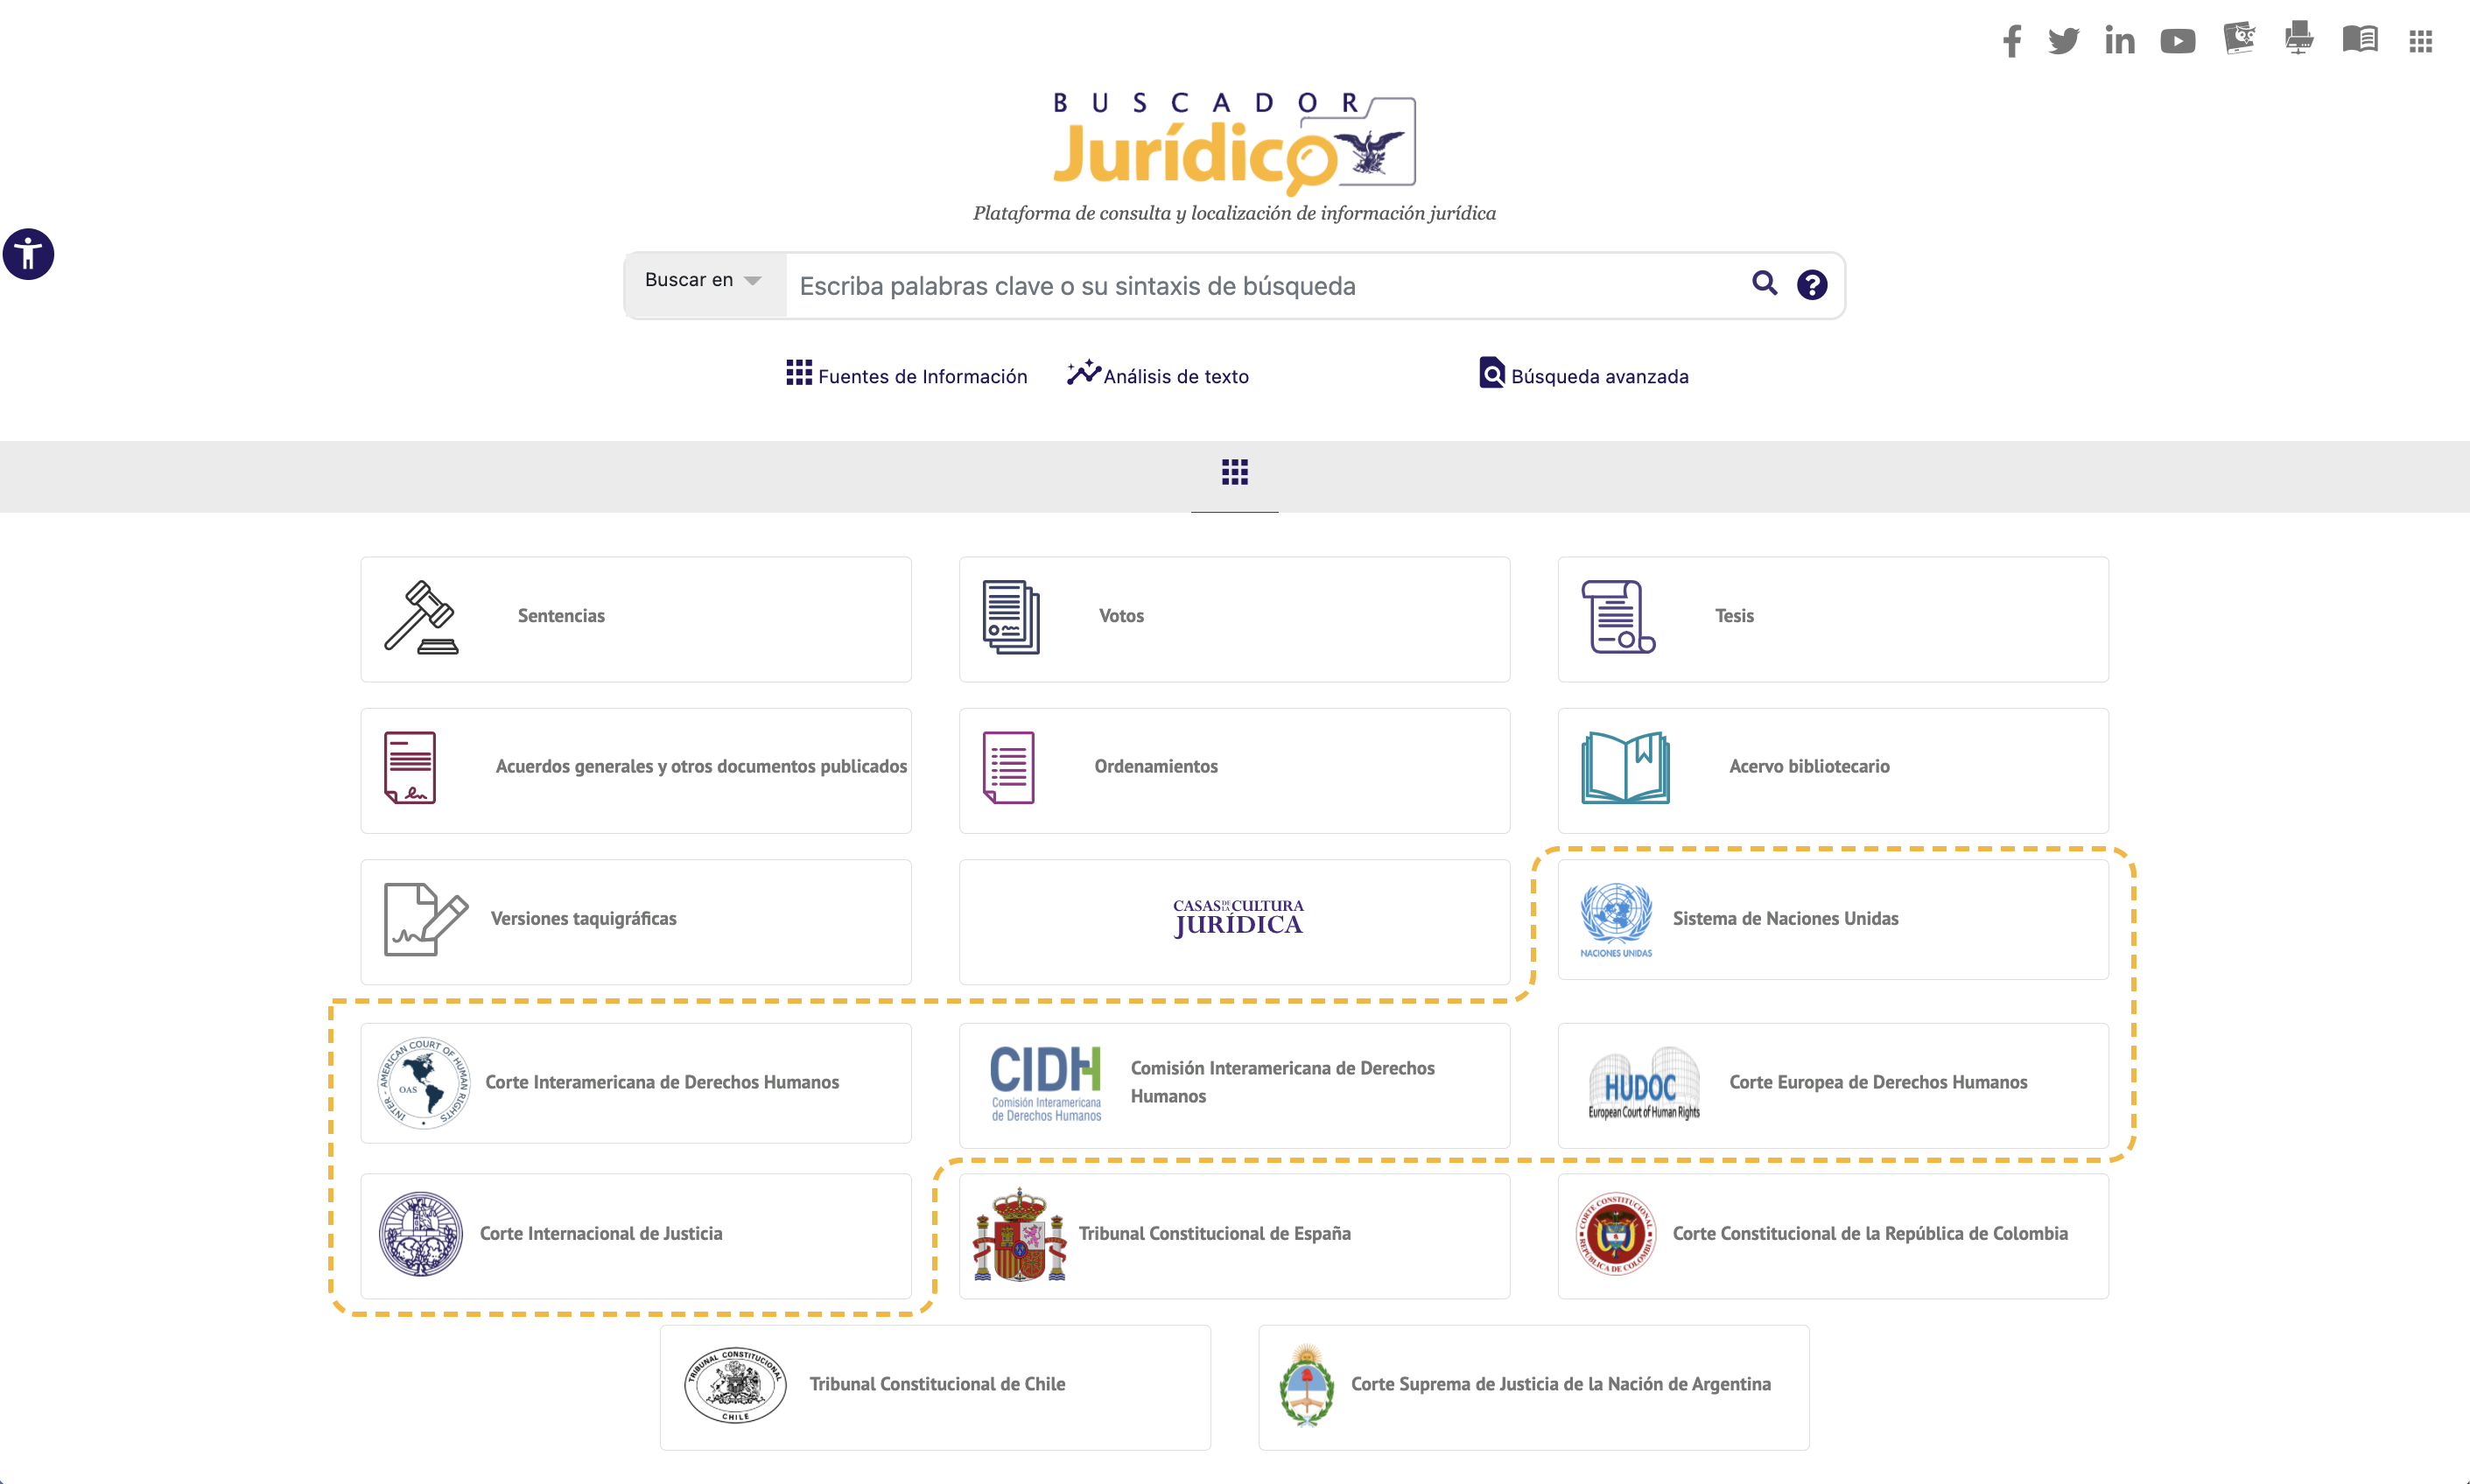 BUSCADOR
Jurídico
Plataforma de consulta y localización de información jurídica
Buscar en
Escriba palabras clave o su sintaxis de búsqueda
Fuentes de Información
Análisis de texto
Búsqueda avanzada
Sentencias
Votos
Tesis
Acuerdos generales y otros documentos publicados
Ordenamientos
Acervo bibliotecario
Versiones taquigráficas
CASAS DE LA CULTURA
JURÍDICA
NACIONES UNIDAS
Sistema de Naciones Unidas
INTER-AMERICAN COURT OF HUMAN RIGHTS
OAS
Corte Interamericana de Derechos Humanos
CIDH
Comisión Interamericana
de Derechos Humanos
Comisión Interamericana de Derechos
Humanos
HUDOC
European Court of Human Rights
Corte Europea de Derechos Humanos
Corte Internacional de Justicia
Tribunal Constitucional de España
CORTE CONSTITUCIONAL
REPÚBLICA DE COLOMBIA
Corte Constitucional de la República de Colombia
TRIBUNAL CONSTITUCIONAL
CHILE
Tribunal Constitucional de Chile
Corte Suprema de Justicia de la Nación de Argentina